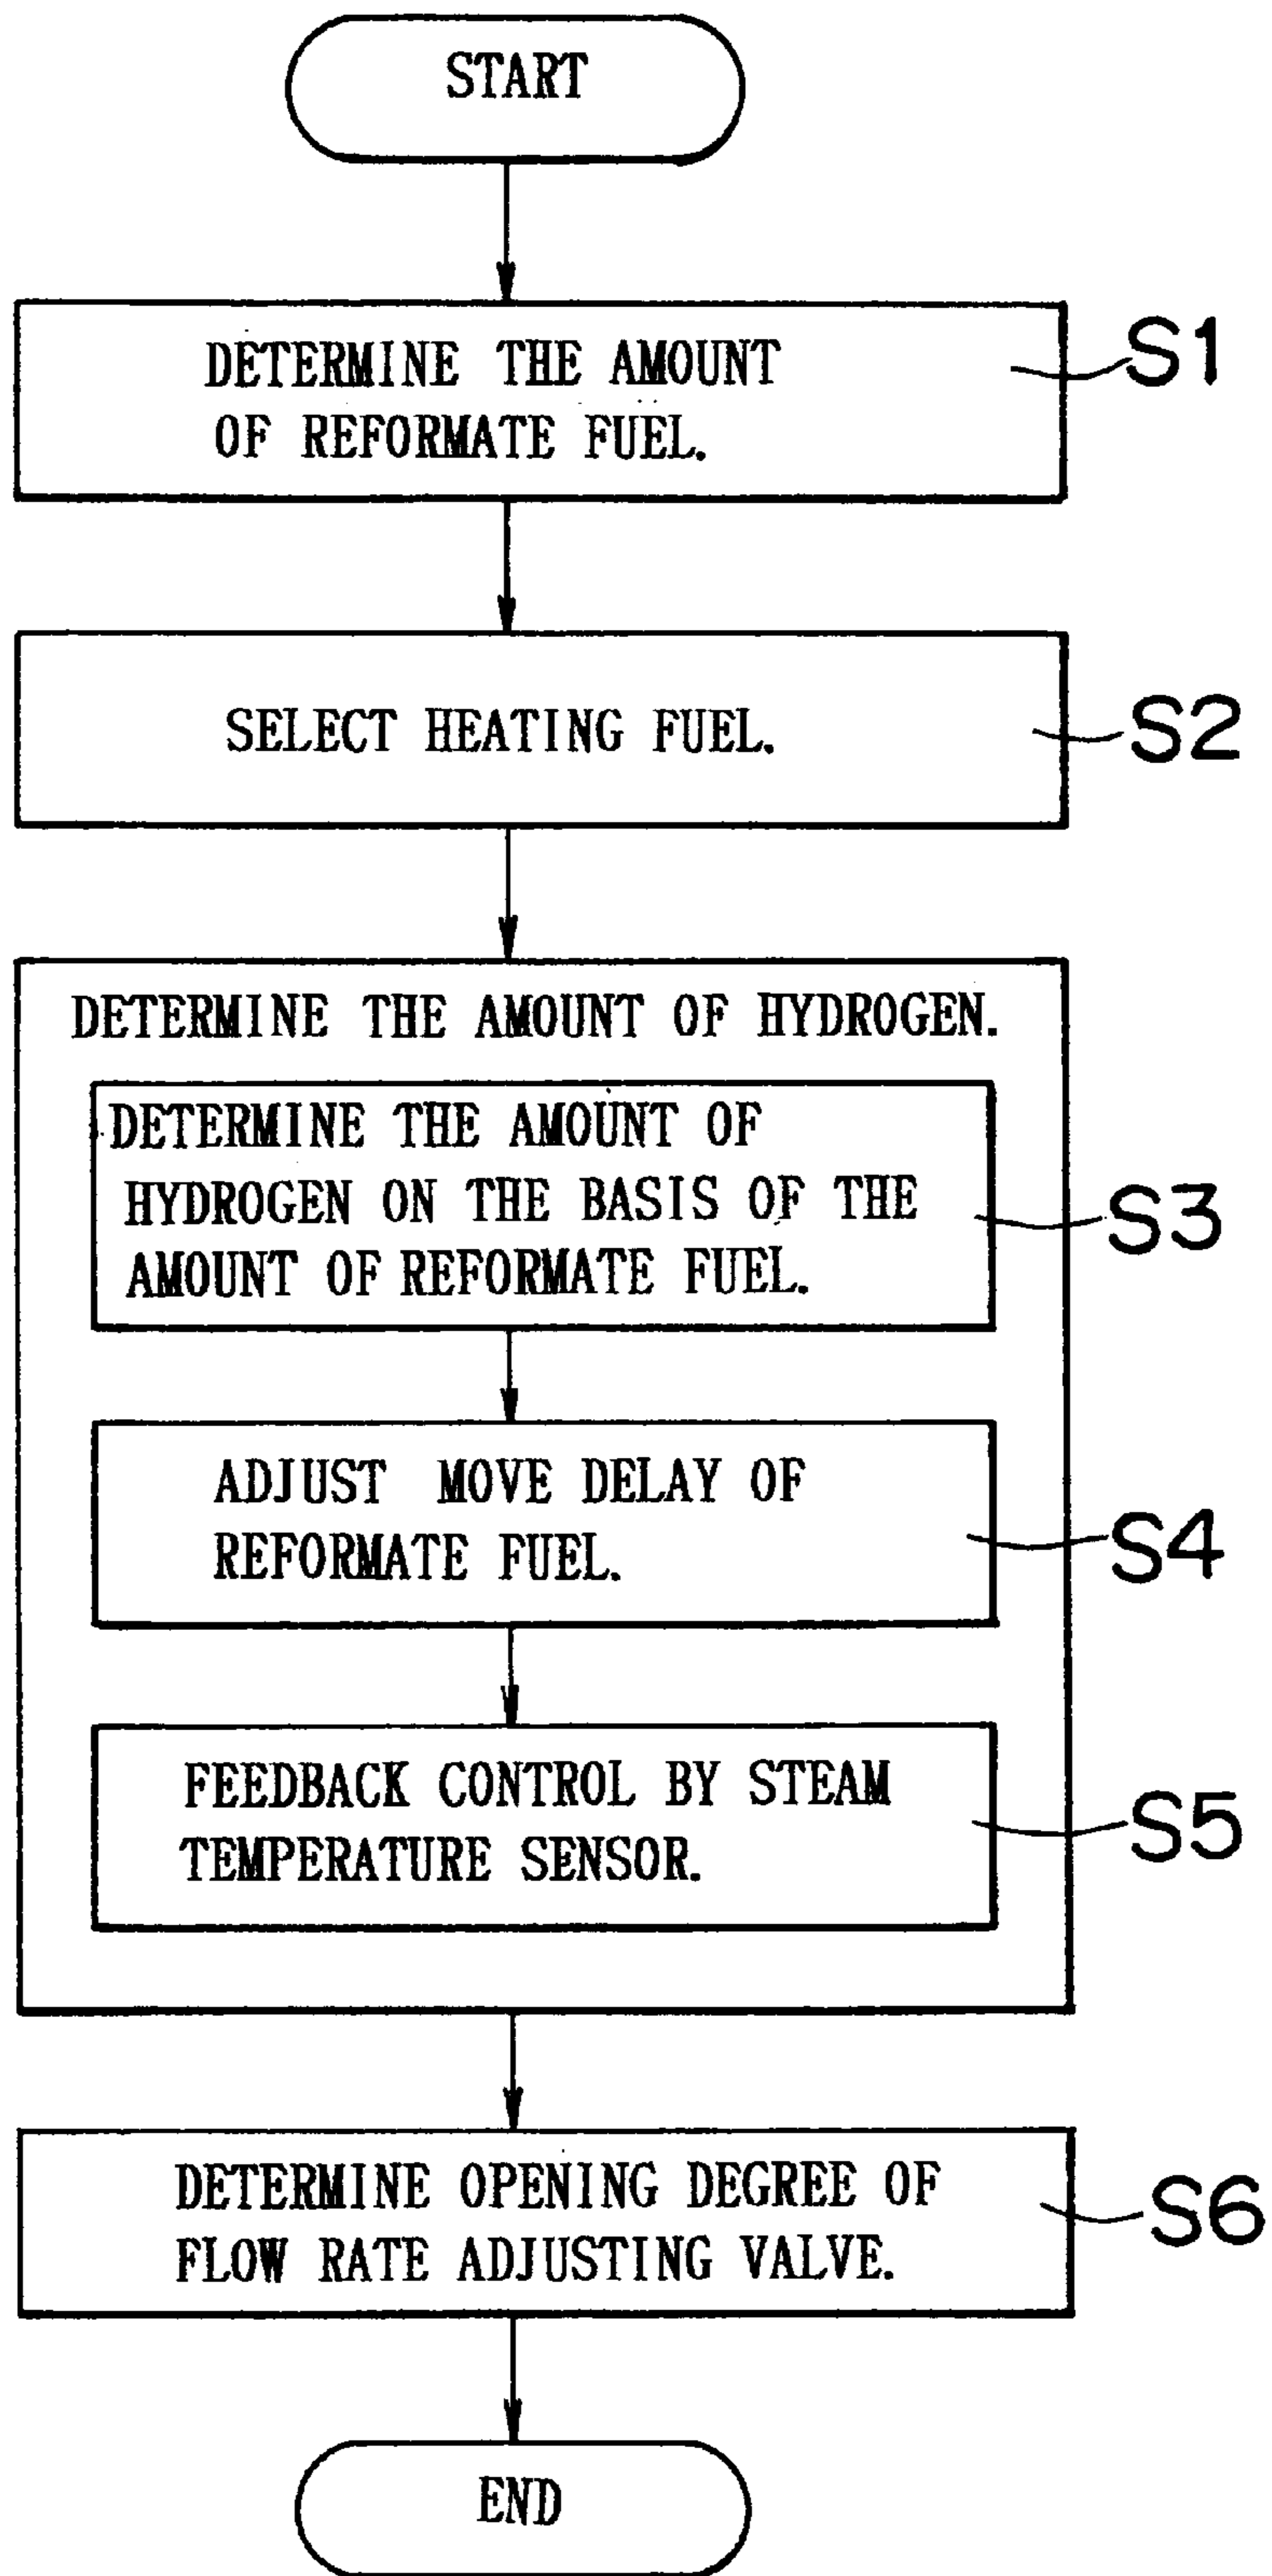 START
DETERMINE THE AMOUNT
OF REFORMATE FUEL.
S1
SELECT HEATING FUEL.
S2
DETERMINE THE AMOUNT OF HYDROGEN.
DETERMINE THE AMOUNT OF
HYDROGEN ON THE BASIS OF THE
AMOUNT OF REFORMATE FUEL.
S3
ADJUST MOVE DELAY OF
REFORMATE FUEL.
S4
FEEDBACK CONTROL BY STEAM
TEMPERATURE SENSOR.
S5
DETERMINE OPENING DEGREE OF
FLOW RATE ADJUSTING VALVE.
S6
END